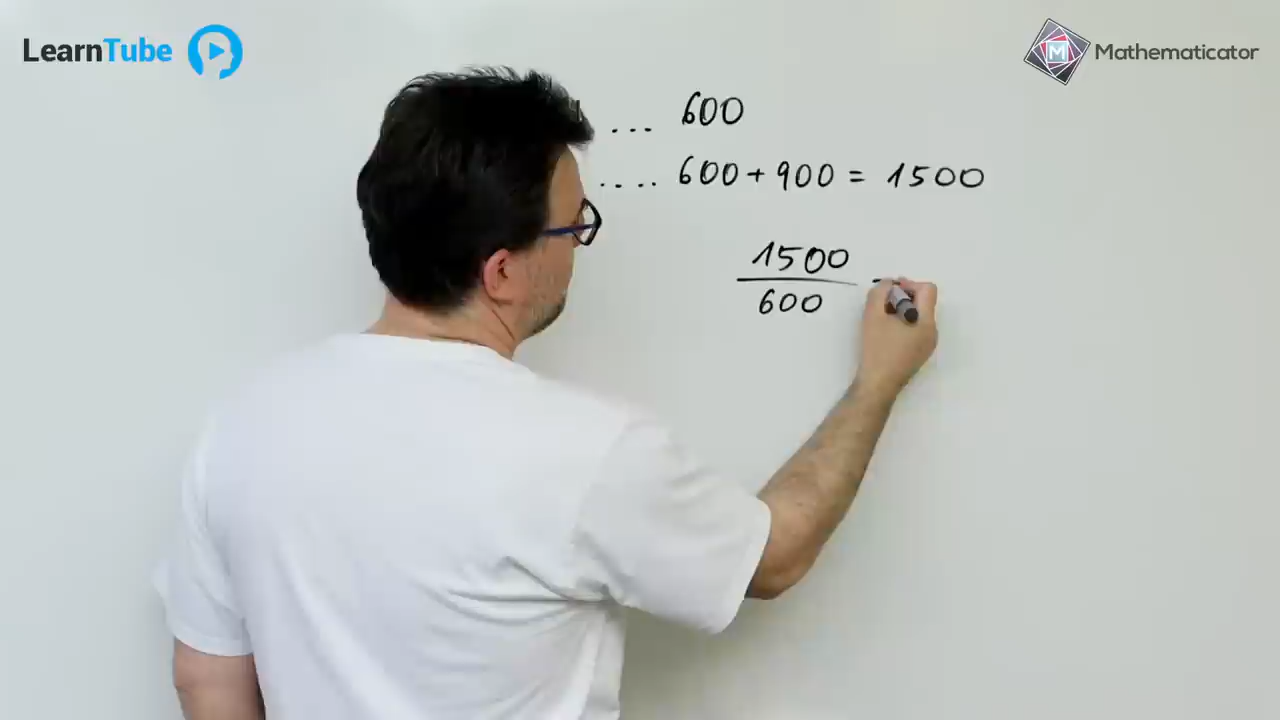 LearnTube
Mathematicator
M
... 600
.... 600 + 900 = 1500
1500
600